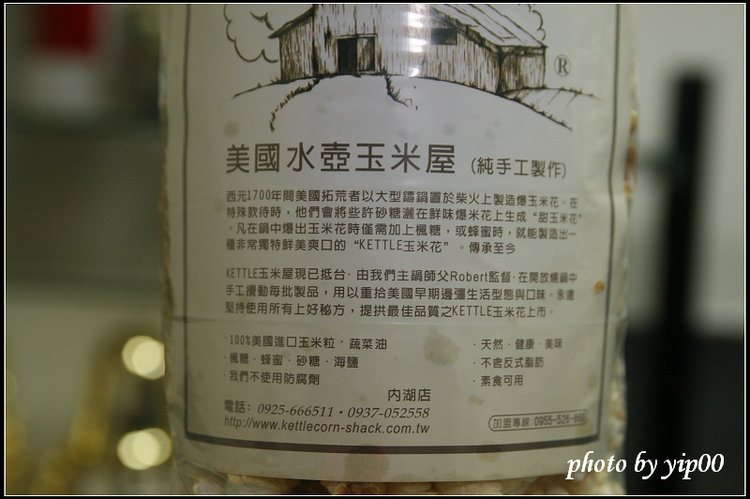 ®
美國水壺玉米屋 (純手工製作)
西元1700年間美國拓荒者以大型鑄鍋置於柴火上製造爆玉米花。在
特殊款待時，他們會將些許砂糖灑在鮮味爆米花上生成“甜玉米花”
。凡在鍋中爆出玉米花時僅需加上楓糖，或蜂蜜時，就能製造出一
種非常獨特鮮美爽口的“KETTLE玉米花”。傳承至今
KETTLE玉米屋現已抵台·由我們主鍋師父Robert監督·在開放燒鍋中
手工攪動每批製品，用以重拾美國早期邊彊生活型態與口味。永遠
堅持使用所有上好秘方，提拱最佳品質之KETTLE玉米花上市。
·100%美國進口玉米粒·蔬菜油
·天然·健康·美味
·楓糖·蜂蜜·砂糖·海鹽
·不含反式脂肪
·我們不使用防腐劑
·素食可用
內湖店
電話: 0925-666511·0937-052558
加盟專線:0955-526-666
http://www.kettlecorn-shack.com.tw
photo by yip00